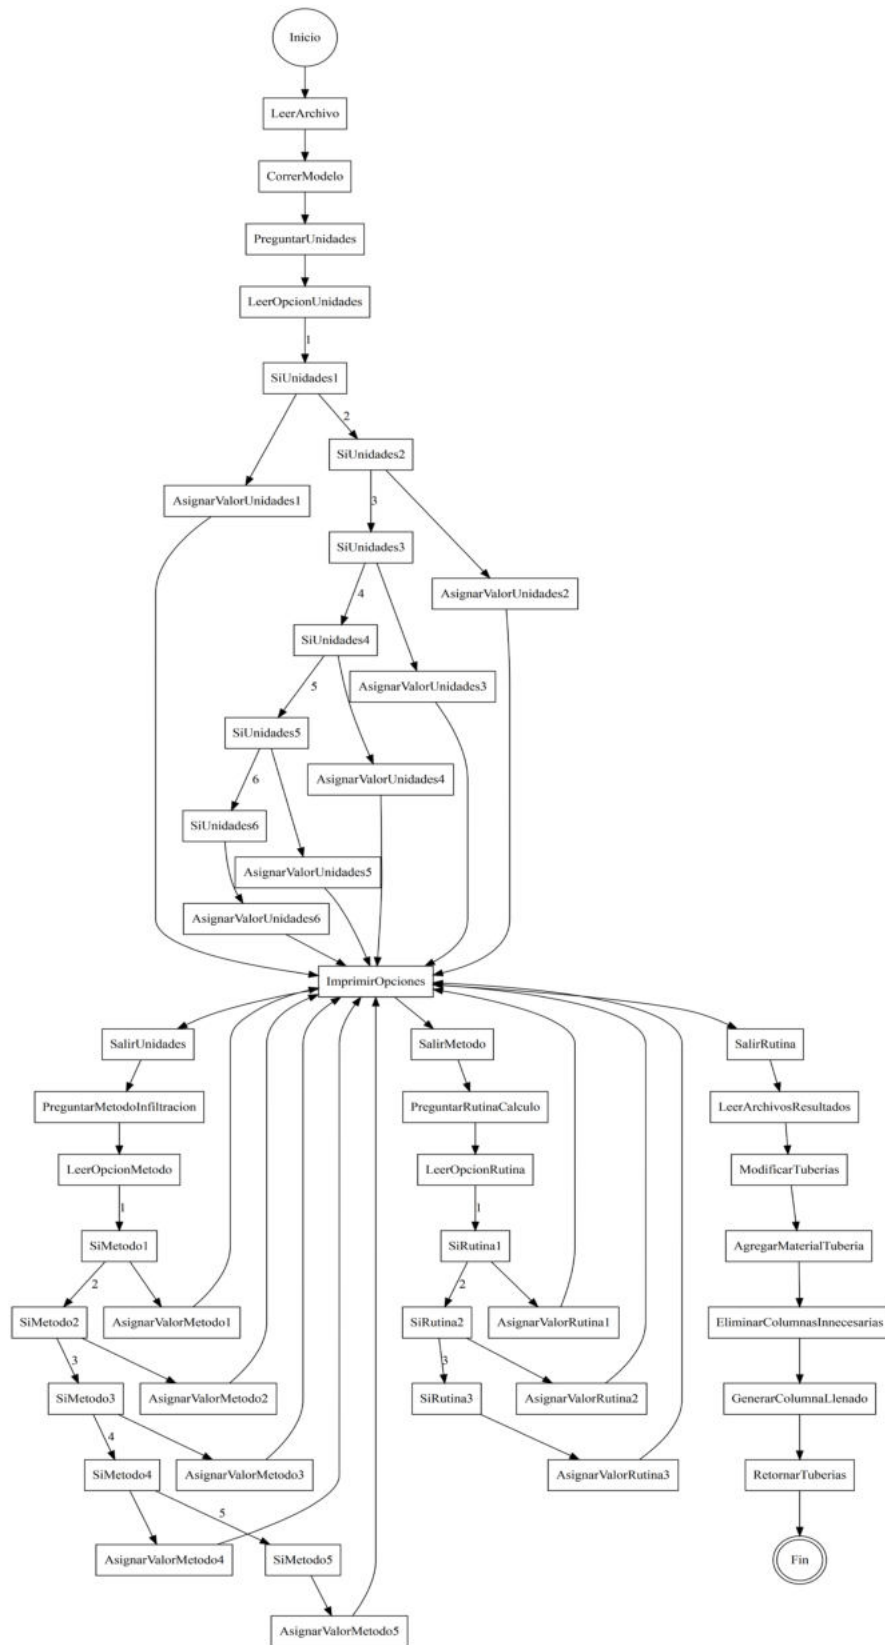 Inicio
LeerArchivo
CorrerModelo
PreguntarUnidades
LeerOpcionUnidades
1
SiUnidades1
2
SiUnidades2
AsignarValorUnidades1
3
SiUnidades3
AsignarValorUnidades2
4
SiUnidades4
AsignarValorUnidades3
5
SiUnidades5
AsignarValorUnidades4
6
SiUnidades6
AsignarValorUnidades5
AsignarValorUnidades6
ImprimirOpciones
SalirUnidades
PreguntarMetodoInfiltracion
LeerOpcionMetodo
1
SiMetodo1
2
SiMetodo2
AsignarValorMetodo1
3
SiMetodo3
AsignarValorMetodo2
4
SiMetodo4
AsignarValorMetodo3
5
AsignarValorMetodo4
SiMetodo5
AsignarValorMetodo5
SalirMetodo
PreguntarRutinaCalculo
LeerOpcionRutina
1
SiRutina1
2
SiRutina2
AsignarValorRutina1
3
SiRutina3
AsignarValorRutina2
AsignarValorRutina3
SalirRutina
LeerArchivosResultados
ModificarTuberias
AgregarMaterialTuberia
EliminarColumnasInnecesarias
GenerarColumnaLlenado
RetornarTuberias
Fin